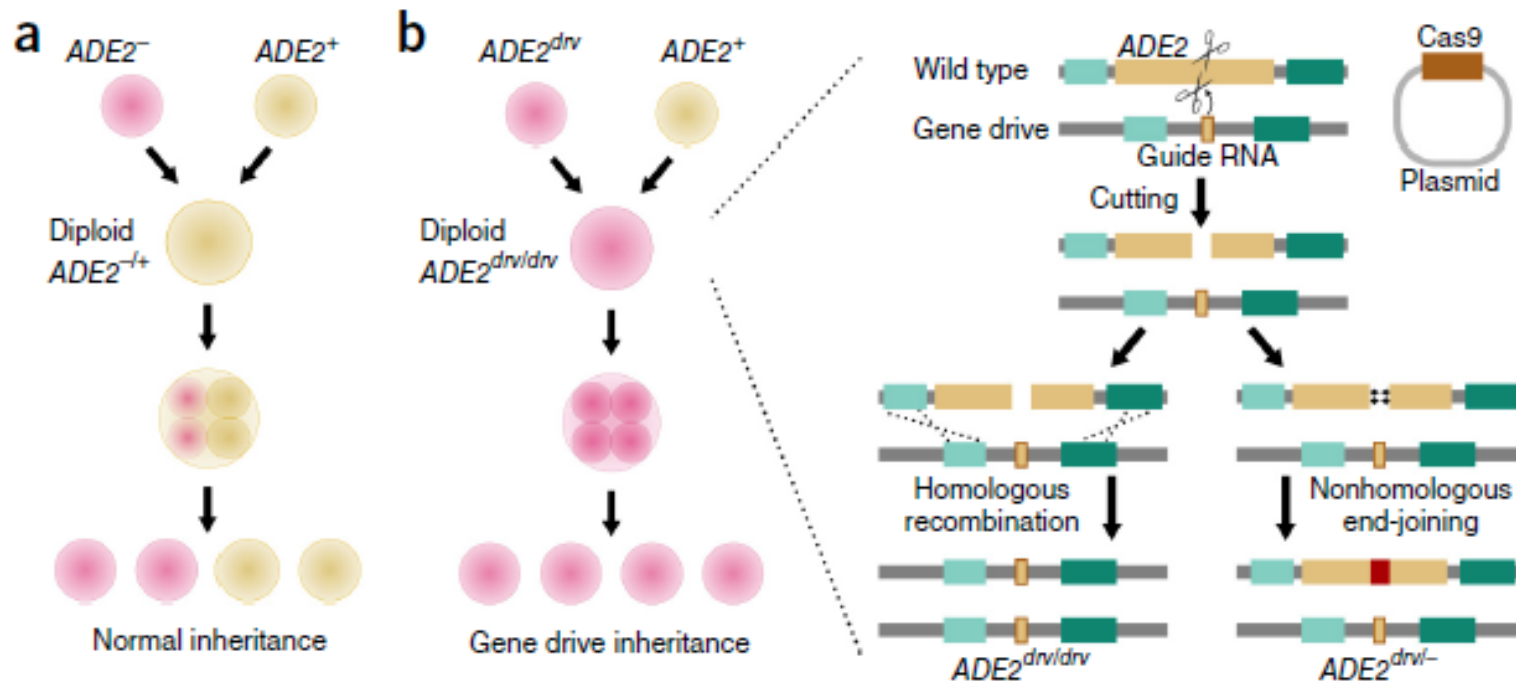 a
ADE2⁻
ADE2⁺
Diploid
ADE2⁻/⁺
Normal inheritance
b
ADE2ᵈʳᵛ
ADE2⁺
Diploid
ADE2ᵈʳᵛ/ᵈʳᵛ
Gene drive inheritance
ADE2
Wild type
Gene drive
Guide RNA
Cas9
Plasmid
Cutting
Homologous
recombination
Nonhomologous
end-joining
ADE2ᵈʳᵛ/ᵈʳᵛ
ADE2ᵈʳᵛ/⁻